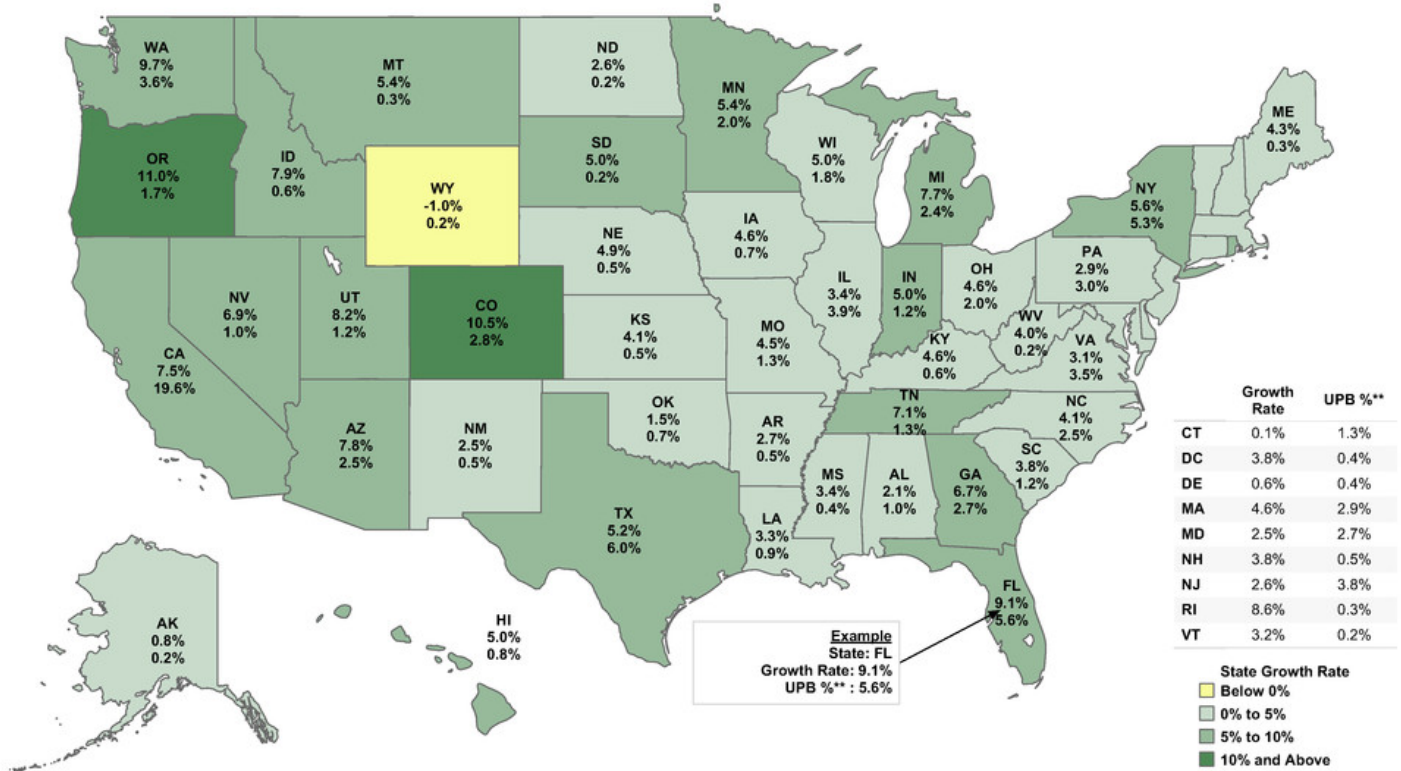 WA
9.7%
3.6%
MT
5.4%
0.3%
ND
2.6%
0.2%
MN
5.4%
2.0%
OR
11.0%
1.7%
ID
7.9%
0.6%
WY
-1.0%
0.2%
SD
5.0%
0.2%
WI
5.0%
1.8%
MI
7.7%
2.4%
NY
5.6%
5.3%
ME
4.3%
0.3%
NE
4.9%
0.5%
IA
4.6%
0.7%
NV
6.9%
1.0%
UT
8.2%
1.2%
CO
10.5%
2.8%
KS
4.1%
0.5%
MO
4.5%
1.3%
IL
3.4%
3.9%
IN
5.0%
1.2%
OH
4.6%
2.0%
PA
2.9%
3.0%
WV
4.0%
0.2%
VA
3.1%
3.5%
KY
4.6%
0.6%
CA
7.5%
19.6%
AZ
7.8%
2.5%
NM
2.5%
0.5%
OK
1.5%
0.7%
AR
2.7%
0.5%
TN
7.1%
1.3%
NC
4.1%
2.5%
SC
3.8%
1.2%
MS
3.4%
0.4%
AL
2.1%
1.0%
GA
6.7%
2.7%
TX
5.2%
6.0%
LA
3.3%
0.9%
FL
9.1%
5.6%
AK
0.8%
0.2%
HI
5.0%
0.8%
Example
State: FL
Growth Rate: 9.1%
UPB %** : 5.6%
Growth Rate UPB %**
CT 0.1% 1.3%
DC 3.8% 0.4%
DE 0.6% 0.4%
MA 4.6% 2.9%
MD 2.5% 2.7%
NH 3.8% 0.5%
NJ 2.6% 3.8%
RI 8.6% 0.3%
VT 3.2% 0.2%
State Growth Rate
Below 0%
0% to 5%
5% to 10%
10% and Above